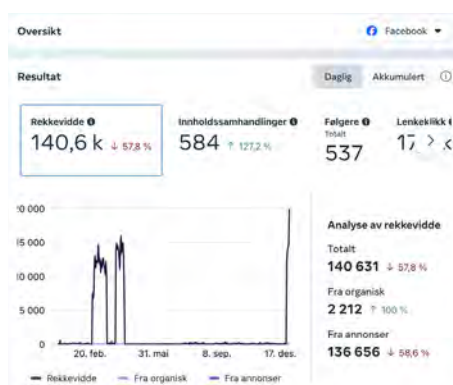 Oversikt
Facebook
Resultat
Daglig Akkumulert
Rekkevidde
140,6 k ↓ 57,8 %
Innholdssamhandlinger
584 ↑ 127,2 %
Følgere
Totalt
537
Lenkeklikk
20 000
15 000
10 000
5 000
0
20. feb. 31. mai 8. sep. 17. des.
Rekkevidde Fra organisk Fra annonser
Analyse av rekkevidde
Totalt
140 631 ↓ 57,8 %
Fra organisk
2 212 ↑ 100 %
Fra annonser
136 656 ↓ 58,6 %